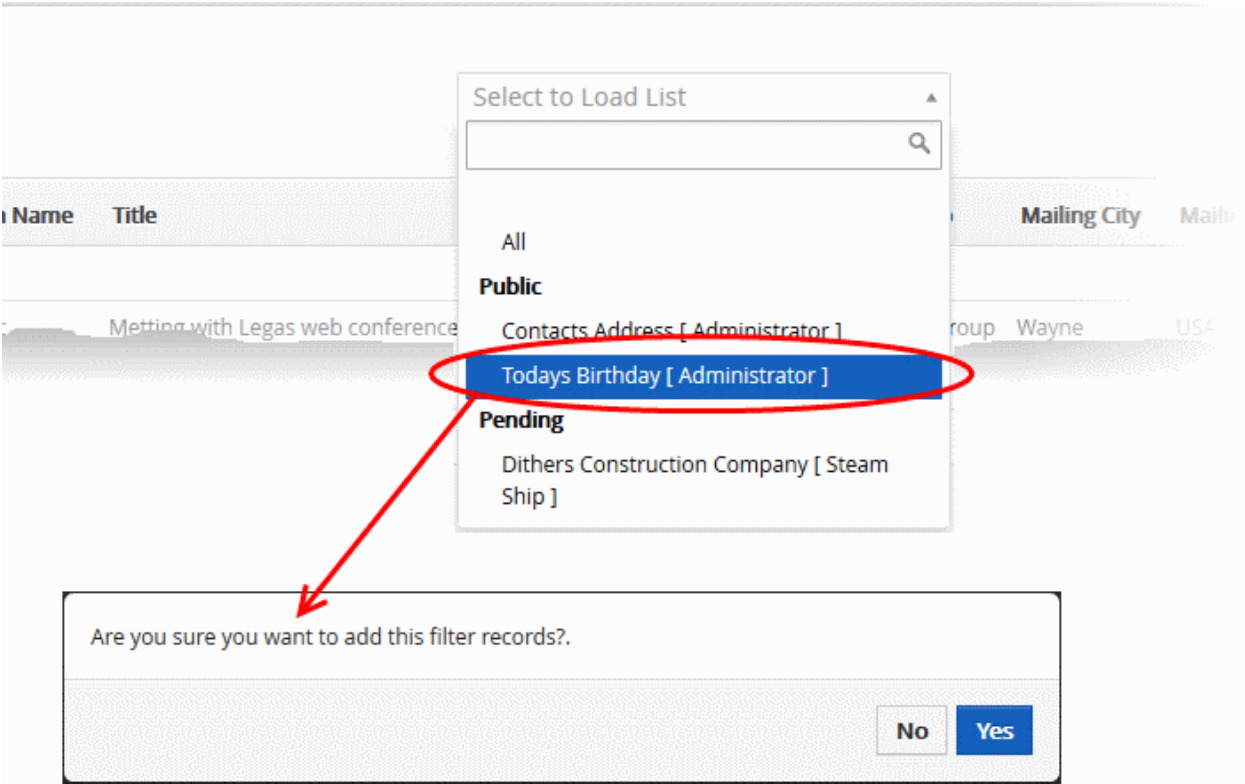 Select to Load List
Name Title Mailing City
All
Public
Metting with Legas web conference Contacts Address [ Administrator ] Wayne USA
Todays Birthday [ Administrator ]
Pending
Dithers Construction Company [ Steam
Ship ]
Are you sure you want to add this filter records?.
No Yes